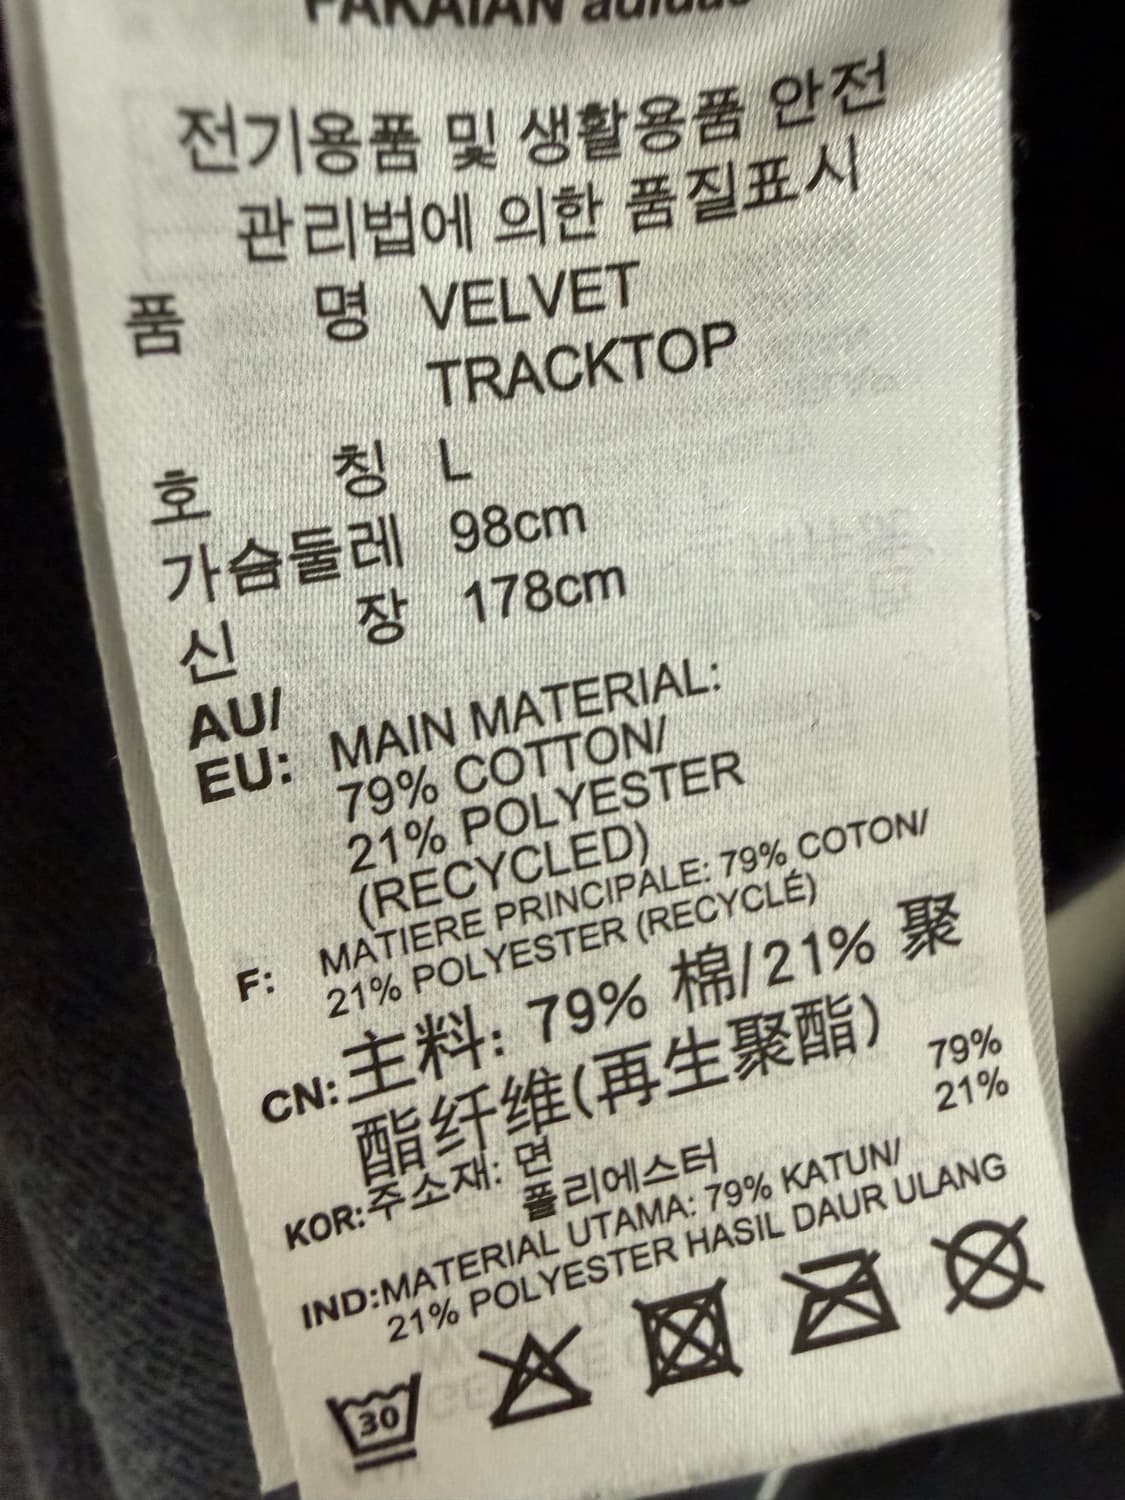 PAKAIAN adidas
전기용품 및 생활용품 안전
관리법에 의한 품질표시
품 명 VELVET
TRACKTOP
호 칭 L
가슴둘레 98cm
신 장 178cm
AU/
EU: MAIN MATERIAL:
79% COTTON/
21% POLYESTER
(RECYCLED)
F: MATIERE PRINCIPALE: 79% COTON/
21% POLYESTER (RECYCLÉ)
CN: 主料: 79% 棉/21% 聚
酯纤维(再生聚酯)
KOR: 주소재: 면 79%
폴리에스터 21%
IND: MATERIAL UTAMA: 79% KATUN/
21% POLYESTER HASIL DAUR ULANG
30